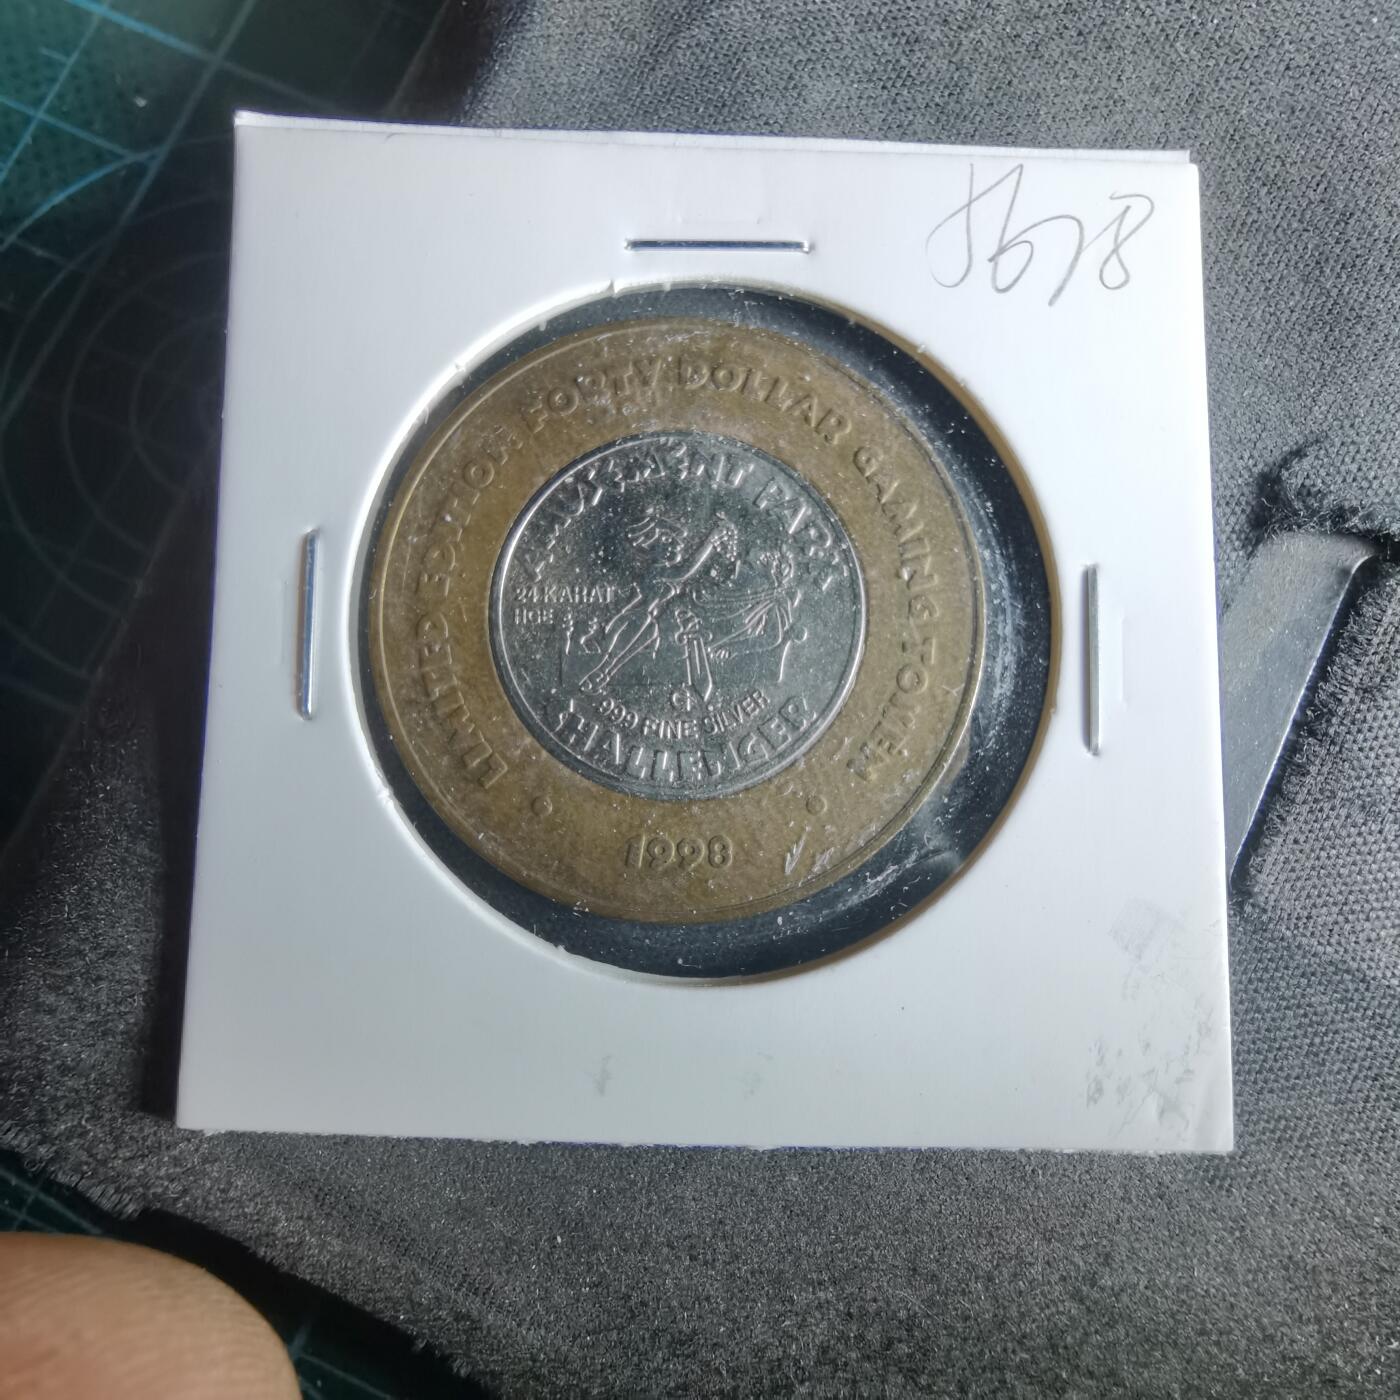 LIMITED EDITION FORTY DOLLAR GAMING TOKEN
AMUSEMENT PARK
24 KARAT
HGE
.999 FINE SILVER
CHALLENGER
1998